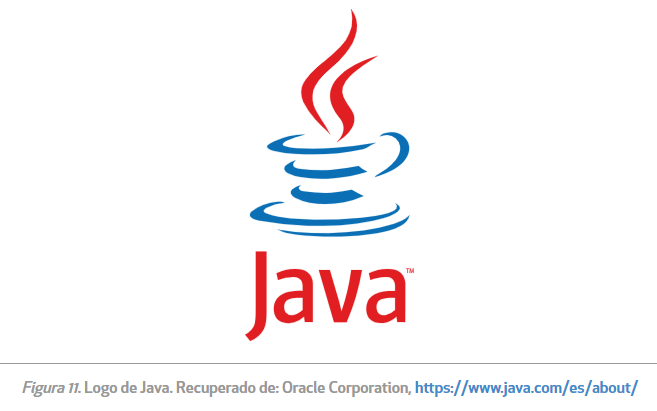 Java™
Figura 11. Logo de Java. Recuperado de: Oracle Corporation, https://www.java.com/es/about/